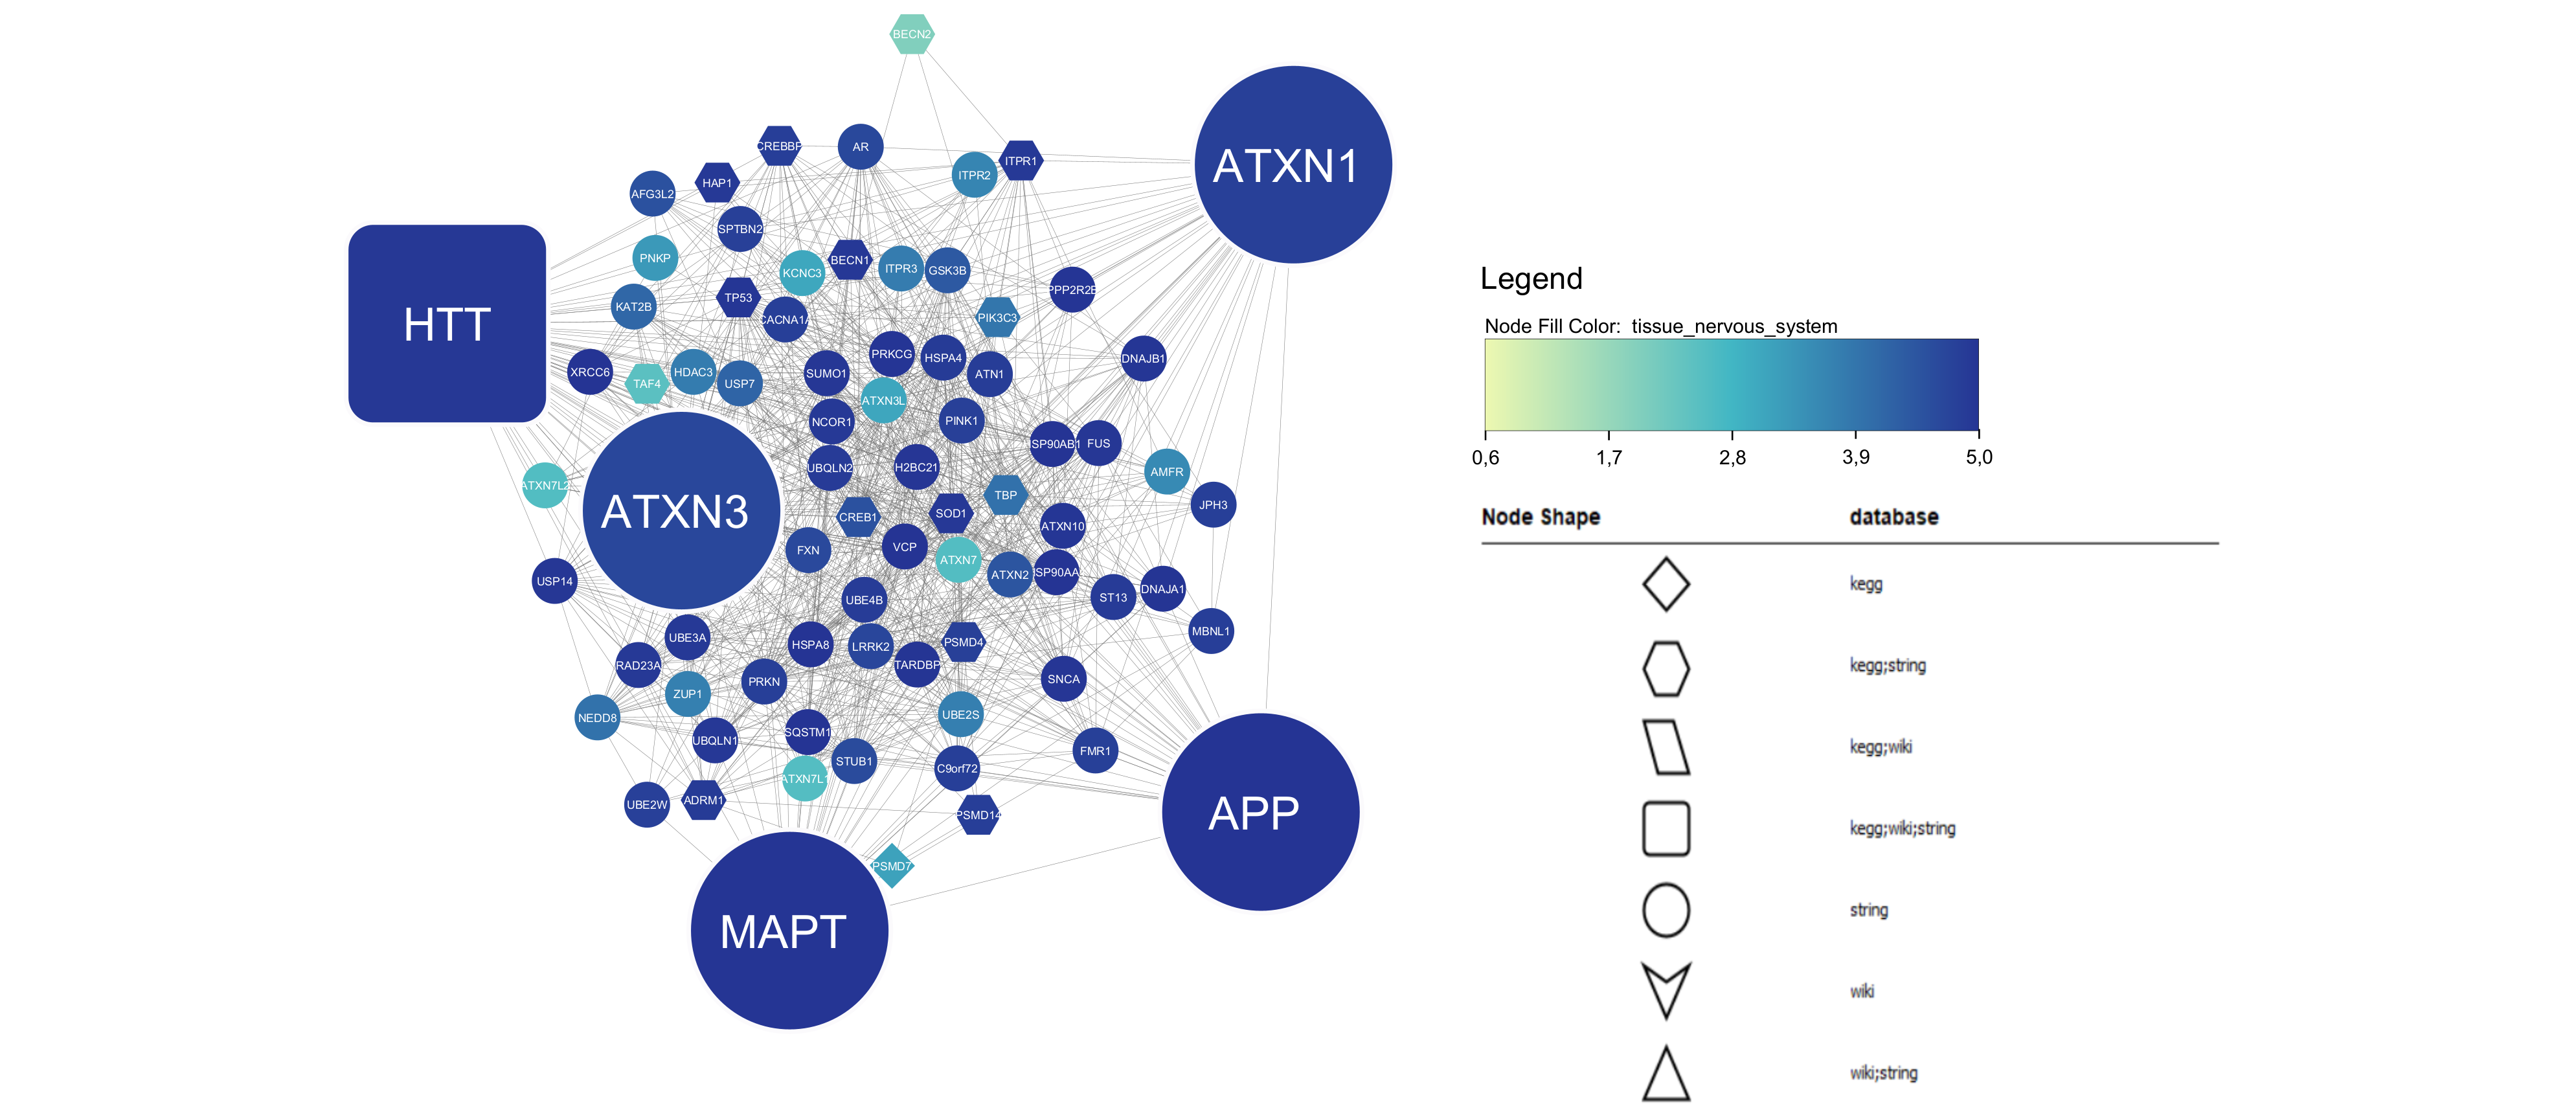 BECN2
ATXN1
CREBBP
AR
ITPR1
ITPR2
HAP1
AFG3L2
SPTBN2
PNKP
KCNC3
BECN1
ITPR3
GSK3B
PPP2R2B
TP53
KAT2B
CACNA1A
PIK3C3
HTT
PRKCG
HSPA4
DNAJB1
XRCC6
TAF4
HDAC3
USP7
SUMO1
ATN1
ATXN3L
NCOR1
PINK1
HSP90AB1
FUS
UBQLN2
H2BC21
AMFR
ATXN7L2
TBP
JPH3
ATXN3
CREB1
SOD1
ATXN10
FXN
VCP
ATXN7
ATXN2
SP90AA
USP14
ST13
DNAJA1
UBE4B
MBNL1
UBE3A
HSPA8
LRRK2
PSMD4
RAD23A
TARDBP
PRKN
SNCA
ZUP1
NEDD8
UBE2S
UBQLN1
SQSTM1
FMR1
STUB1
C9orf72
ATXN7L1
UBE2W
ADRM1
PSMD14
APP
PSMD7
MAPT
Legend
Node Fill Color: tissue_nervous_system
0,6 1,7 2,8 3,9 5,0
Node Shape database
kegg
kegg;string
kegg;wiki
kegg;wiki;string
string
wiki
wiki;string